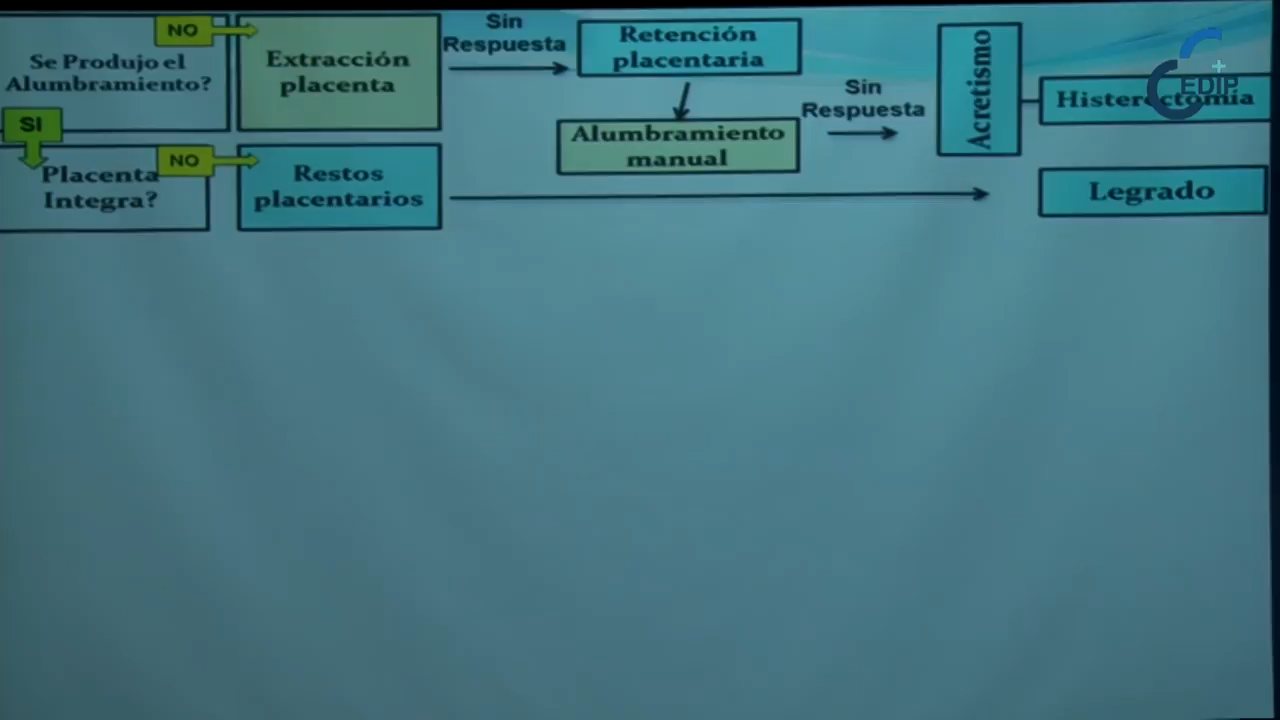 NO
Se Produjo el
Alumbramiento?
Extracción
placenta
Sin
Respuesta
Retención
placentaria
Alumbramiento
manual
Sin
Respuesta
Acretismo
Histerectomía
CEDIP
SI
Placenta
Integra?
NO
Restos
placentarios
Legrado